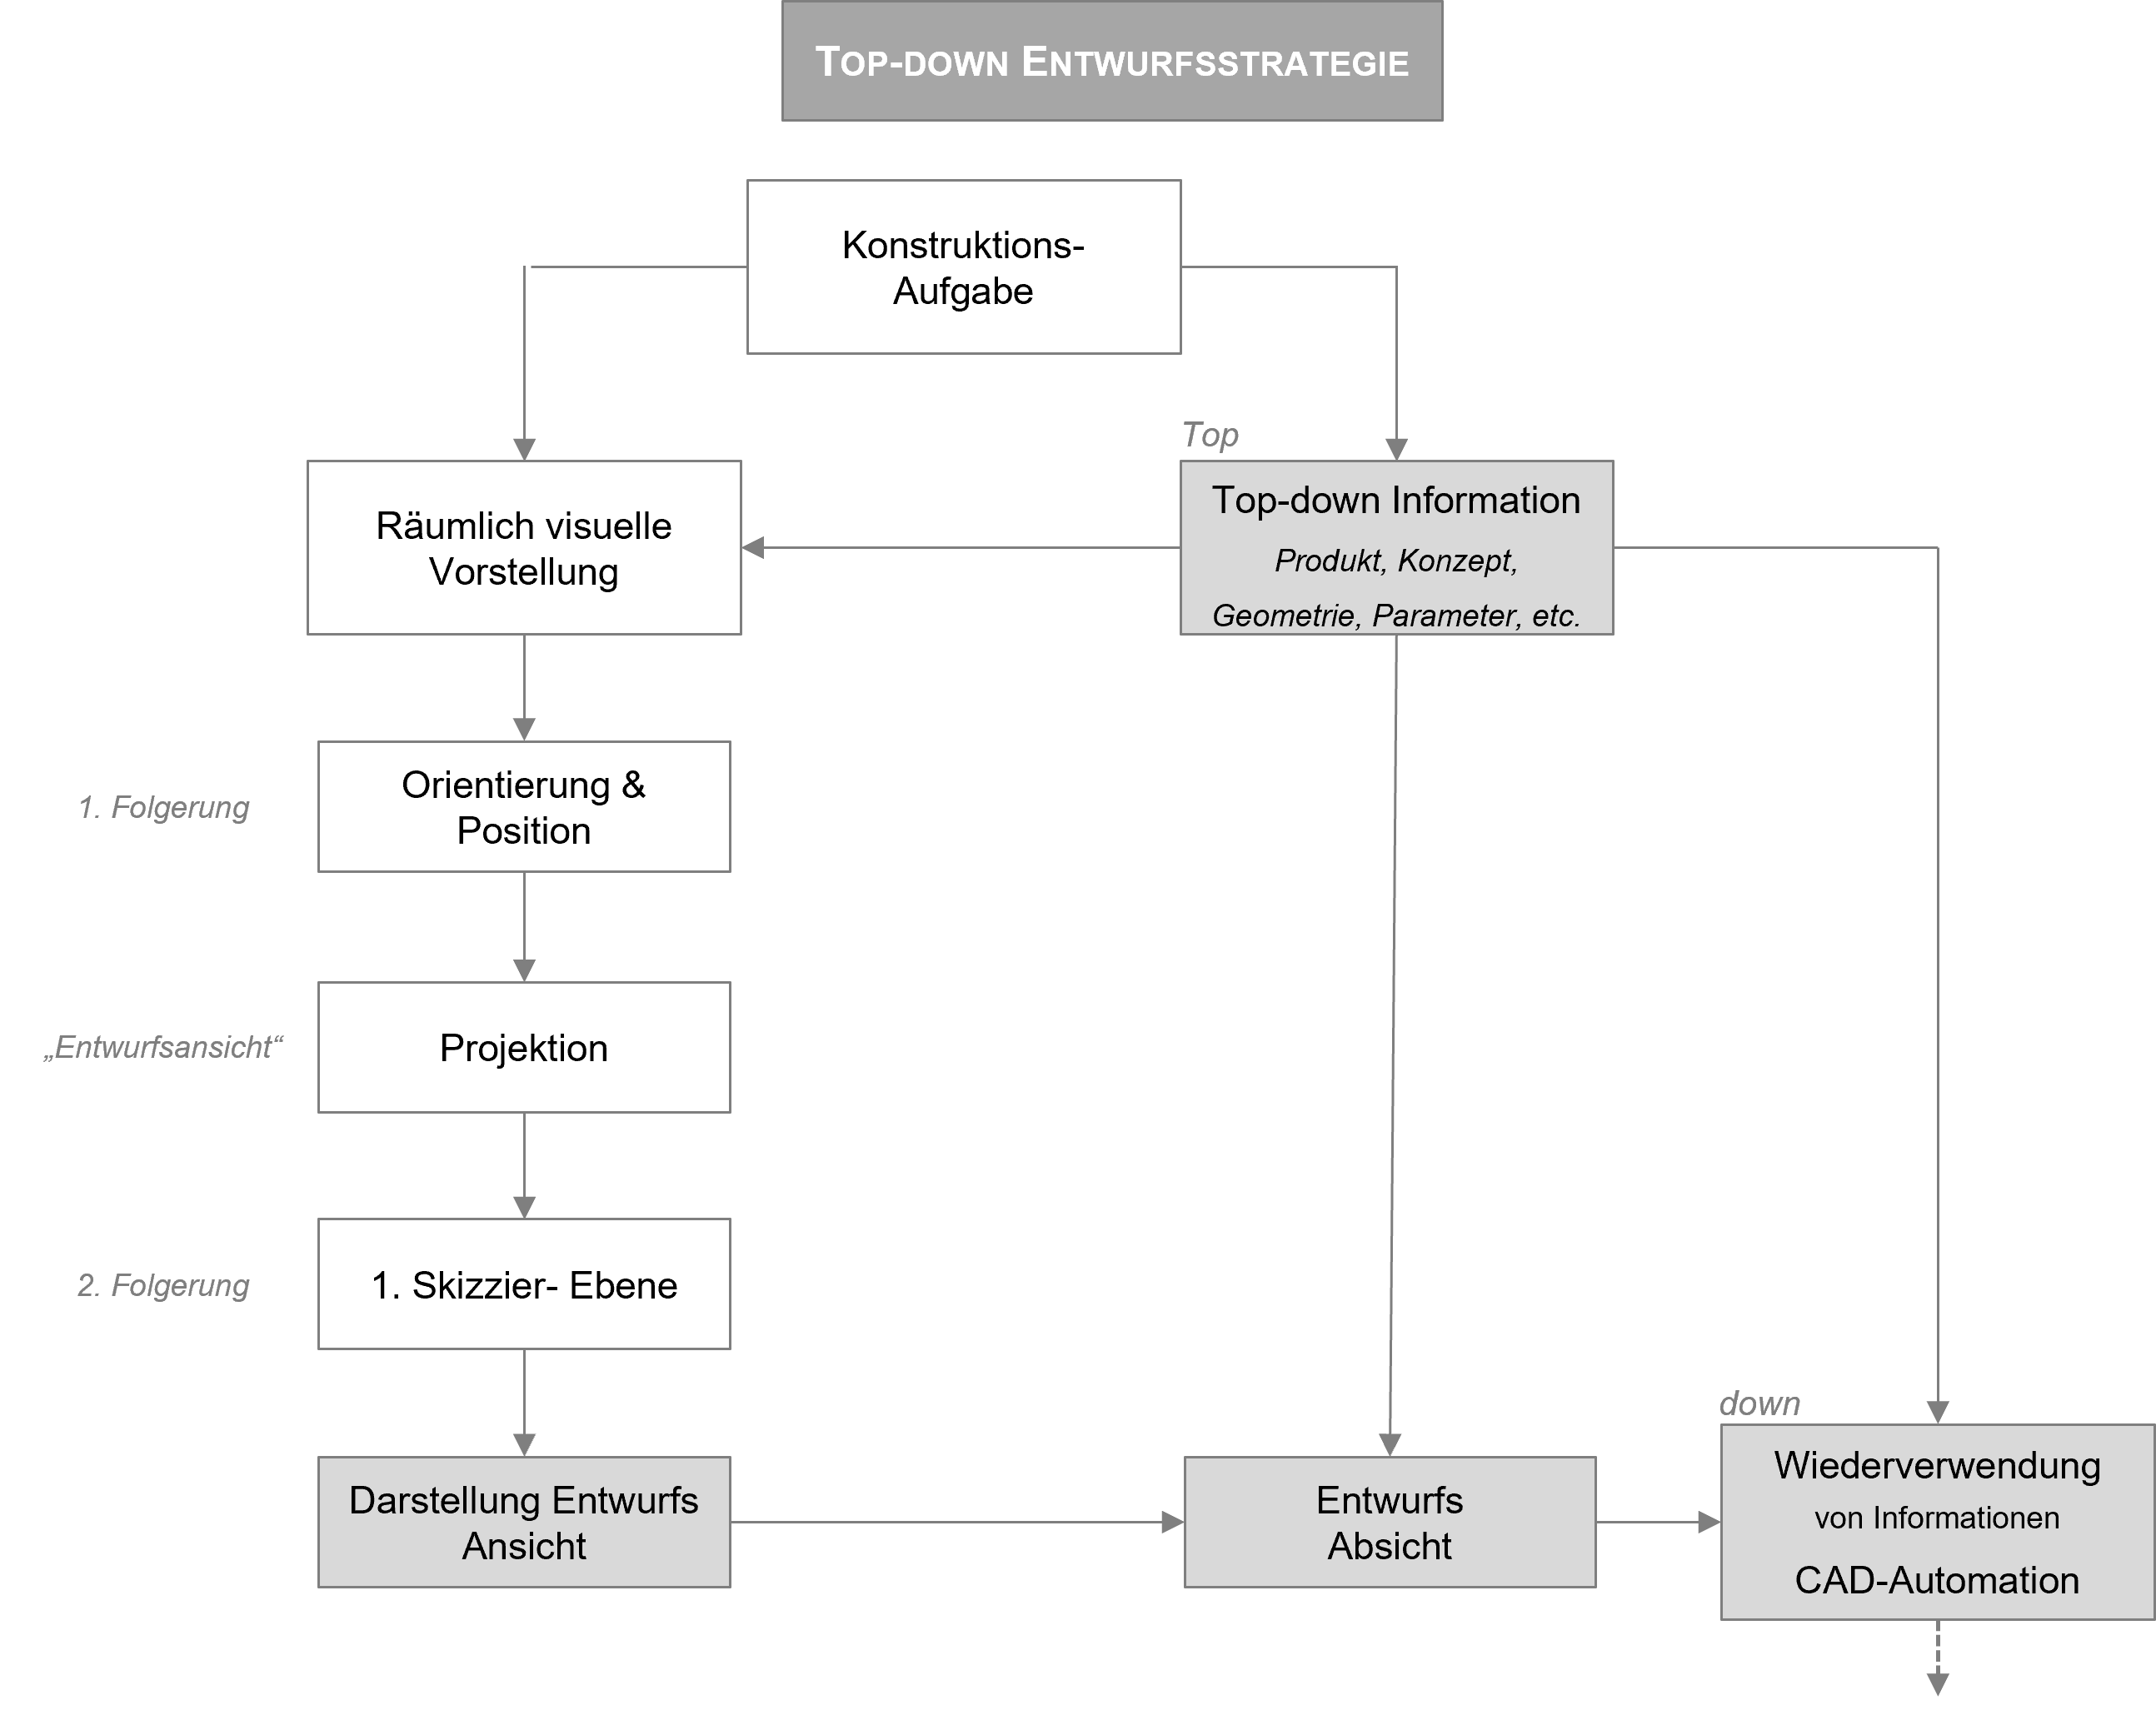 TOP-DOWN ENTWURFSSTRATEGIE
Konstruktions-
Aufgabe
Top
Räumlich visuelle
Vorstellung
Top-down Information
Produkt, Konzept,
Geometrie, Parameter, etc.
1. Folgerung
Orientierung &
Position
„Entwurfsansicht“
Projektion
2. Folgerung
1. Skizzier- Ebene
Darstellung Entwurfs
Ansicht
Entwurfs
Absicht
down
Wiederverwendung
von Informationen
CAD-Automation